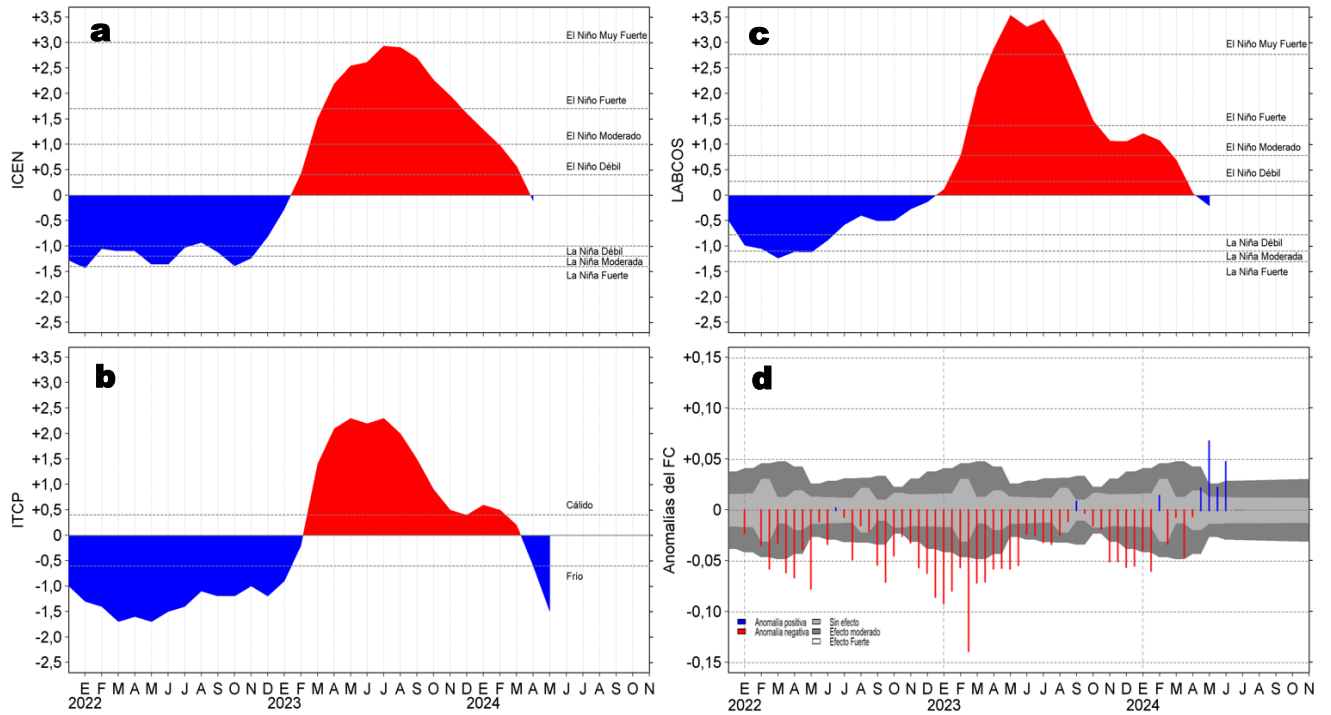 a
ICEN
+3,5
+3,0
+2,5
+2,0
+1,5
+1,0
+0,5
0
-0,5
-1,0
-1,5
-2,0
-2,5
El Niño Muy Fuerte
El Niño Fuerte
El Niño Moderado
El Niño Débil
La Niña Débil
La Niña Moderada
La Niña Fuerte
c
LABCOS
+3,5
+3,0
+2,5
+2,0
+1,5
+1,0
+0,5
0
-0,5
-1,0
-1,5
-2,0
-2,5
El Niño Muy Fuerte
El Niño Fuerte
El Niño Moderado
El Niño Débil
La Niña Débil
La Niña Moderada
La Niña Fuerte
b
ITCP
+3,5
+3,0
+2,5
+2,0
+1,5
+1,0
+0,5
0
-0,5
-1,0
-1,5
-2,0
-2,5
Cálido
Frío
E F M A M J J A S O N D E F M A M J J A S O N D E F M A M J J A S O N
2022 2023 2024
d
Anomalías del FC
+0,15
+0,10
+0,05
0
-0,05
-0,10
-0,15
Anomalía positiva
Anomalía negativa
Sin efecto
Efecto moderado
Efecto Fuerte
E F M A M J J A S O N D E F M A M J J A S O N D E F M A M J J A S O N
2022 2023 2024